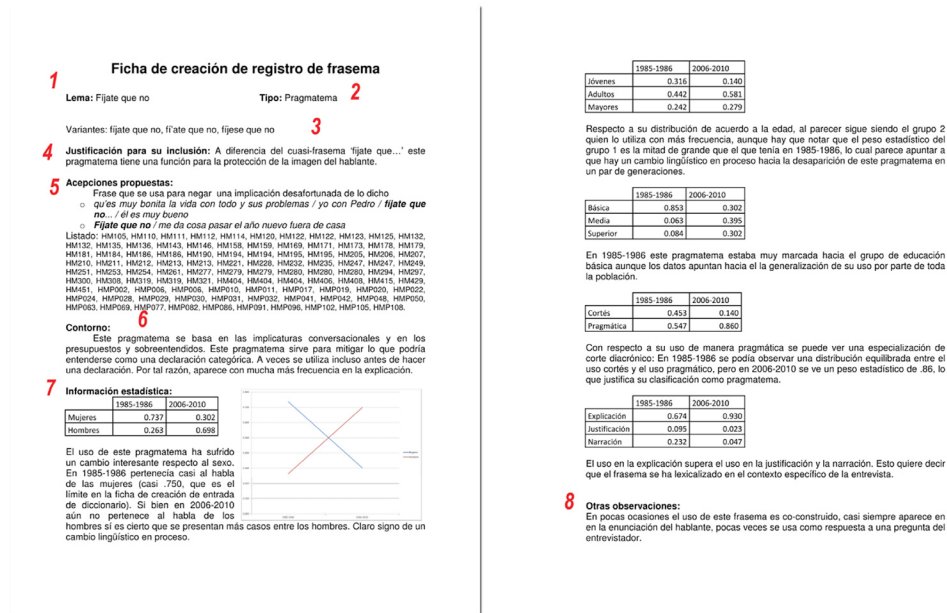 Ficha de creación de registro de frasema
1
Lema: Fíjate que no Tipo: Pragmatema 2
Variantes: fíjate que no, fí'ate que no, fíjese que no 3
4 Justificación para su inclusión: A diferencia del cuasi-frasema 'fíjate que…' este
pragmatema tiene una función para la protección de la imagen del hablante.
5 Acepciones propuestas:
Frase que se usa para negar una implicación desafortunada de lo dicho
o qu'es muy bonita la vida con todo y sus problemas / yo con Pedro / fíjate que
no... / él es muy bueno
o Fíjate que no / me da cosa pasar el año nuevo fuera de casa
Listado: HM105, HM110, HM111, HM112, HM114, HM120, HM122, HM122, HM123, HM125, HM132,
HM132, HM135, HM136, HM143, HM146, HM158, HM159, HM169, HM171, HM173, HM178, HM179,
HM181, HM184, HM186, HM186, HM190, HM194, HM194, HM195, HM195, HM205, HM206, HM207,
HM210, HM211, HM212, HM213, HM213, HM221, HM228, HM232, HM235, HM247, HM247, HM249,
HM251, HM253, HM254, HM261, HM277, HM279, HM279, HM280, HM280, HM280, HM294, HM297,
HM300, HM308, HM319, HM319, HM321, HM404, HM404, HM404, HM406, HM408, HM415, HM429,
HM451, HMP002, HMP006, HMP006, HMP010, HMP011, HMP017, HMP019, HMP020, HMP022,
HMP024, HMP028, HMP029, HMP030, HMP031, HMP032, HMP041, HMP042, HMP048, HMP050,
HMP063, HMP069, HMP077, HMP082, HMP086, HMP091, HMP096, HMP102, HMP105, HMP108.
6
Contorno:
Este pragmatema se basa en las implicaturas conversacionales y en los
presupuestos y sobreentendidos. Este pragmatema sirve para mitigar lo que podría
entenderse como una declaración categórica. A veces se utiliza incluso antes de hacer
una declaración. Por tal razón, aparece con mucha más frecuencia en la explicación.
7 Información estadística:
1985-1986 2006-2010
Mujeres 0.737 0.302
Hombres 0.263 0.698
El uso de este pragmatema ha sufrido
un cambio interesante respecto al sexo.
En 1985-1986 pertenecía casi al habla
de las mujeres (casi .750, que es el
límite en la ficha de creación de entrada
de diccionario). Si bien en 2006-2010
aún no pertenece al habla de los
hombres sí es cierto que se presentan más casos entre los hombres. Claro signo de un
cambio lingüístico en proceso.
1985-1986 2006-2010
Jóvenes 0.316 0.140
Adultos 0.442 0.581
Mayores 0.242 0.279
Respecto a su distribución de acuerdo a la edad, al parecer sigue siendo el grupo 2
quien lo utiliza con más frecuencia, aunque hay que notar que el peso estadístico del
grupo 1 es la mitad de grande que el que tenía en 1985-1986, lo cual parece apuntar a
que hay un cambio lingüístico en proceso hacia la desaparición de este pragmatema en
un par de generaciones.
1985-1986 2006-2010
Básica 0.853 0.302
Media 0.063 0.395
Superior 0.084 0.302
En 1985-1986 este pragmatema estaba muy marcada hacia el grupo de educación
básica aunque los datos apuntan hacia el la generalización de su uso por parte de toda
la población.
1985-1986 2006-2010
Cortés 0.453 0.140
Pragmática 0.547 0.860
Con respecto a su uso de manera pragmática se puede ver una especialización de
corte diacrónico: En 1985-1986 se podía observar una distribución equilibrada entre el
uso cortés y el uso pragmático, pero en 2006-2010 se ve un peso estadístico de .86, lo
que justifica su clasificación como pragmatema.
1985-1986 2006-2010
Explicación 0.674 0.930
Justificación 0.095 0.023
Narración 0.232 0.047
El uso en la explicación supera el uso en la justificación y la narración. Esto quiere decir
que el frasema se ha lexicalizado en el contexto específico de la entrevista.
8 Otras observaciones:
En pocas ocasiones el uso de este frasema es co-construido, casi siempre aparece en
en la enunciación del hablante, pocas veces se usa como respuesta a una pregunta del
entrevistador.